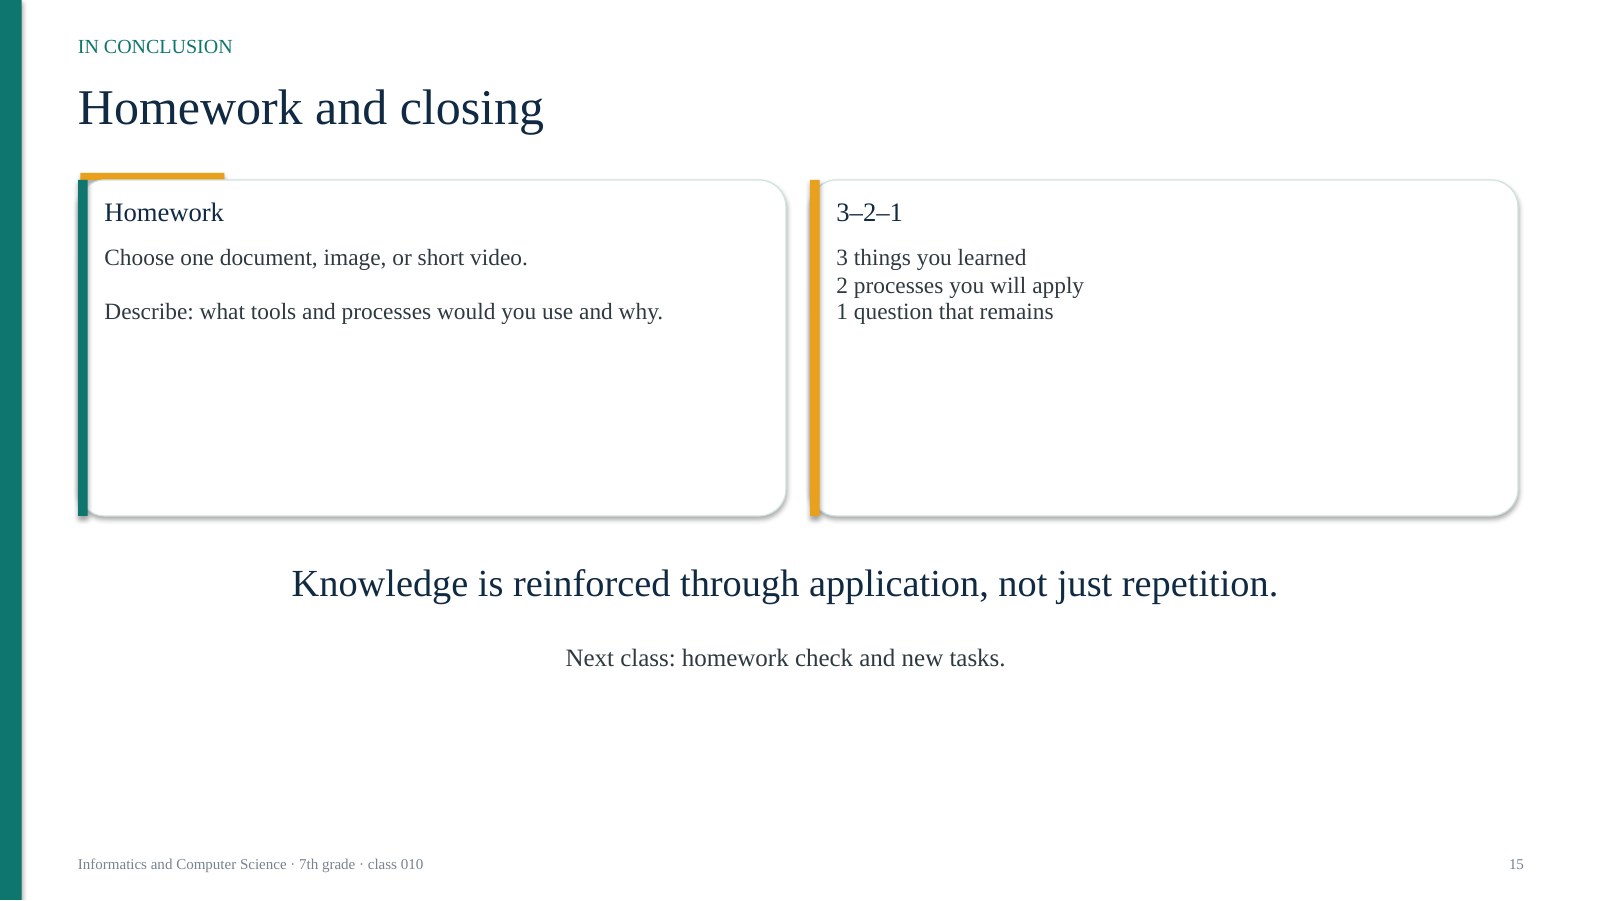 IN CONCLUSION
Homework and closing
Homework
Choose one document, image, or short video.
Describe: what tools and processes would you use and why.
3–2–1
3 things you learned
2 processes you will apply
1 question that remains
Knowledge is reinforced through application, not just repetition.
Next class: homework check and new tasks.
Informatics and Computer Science · 7th grade · class 010
15